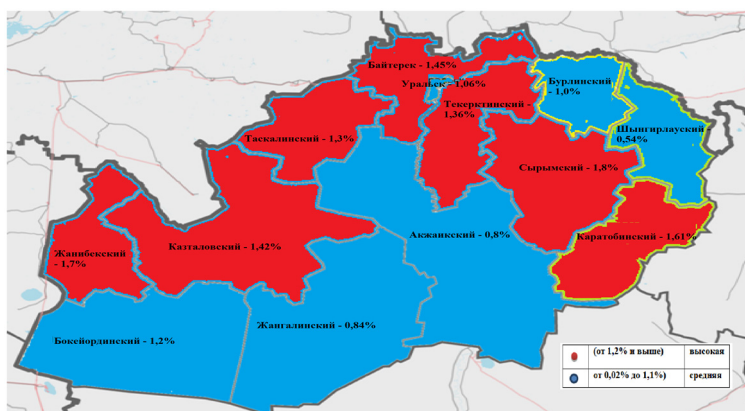 Байтерек - 1,45%
Уральск - 1,06%
Текерктинский -
1,36%
Бурлинский
- 1,0%
Шынгирлауский -
0,54%
Таскалинский - 1,3%
Сырымский - 1,8%
Жанибекский
- 1,7%
Казталовский - 1,42%
Акжаикский - 0,8%
Каратобинский - 1,61%
Бокейординский - 1,2%
Жангалинский - 0,84%
(от 1,2% и выше) высокая
от 0,02% до 1,1%) средняя